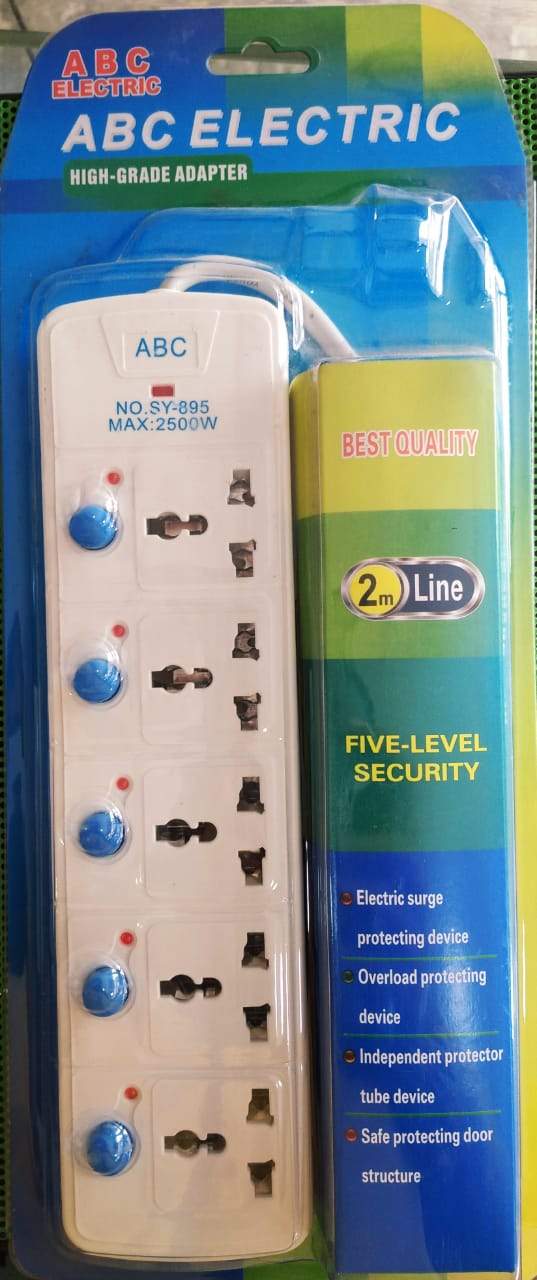 ABC
ELECTRIC
ABC ELECTRIC
HIGH-GRADE ADAPTER
ABC
NO.SY-895
MAX:2500W
BEST QUALITY
2m Line
FIVE-LEVEL
SECURITY
Electric surge
protecting device
Overload protecting
device
Independent protector
tube device
Safe protecting door
structure